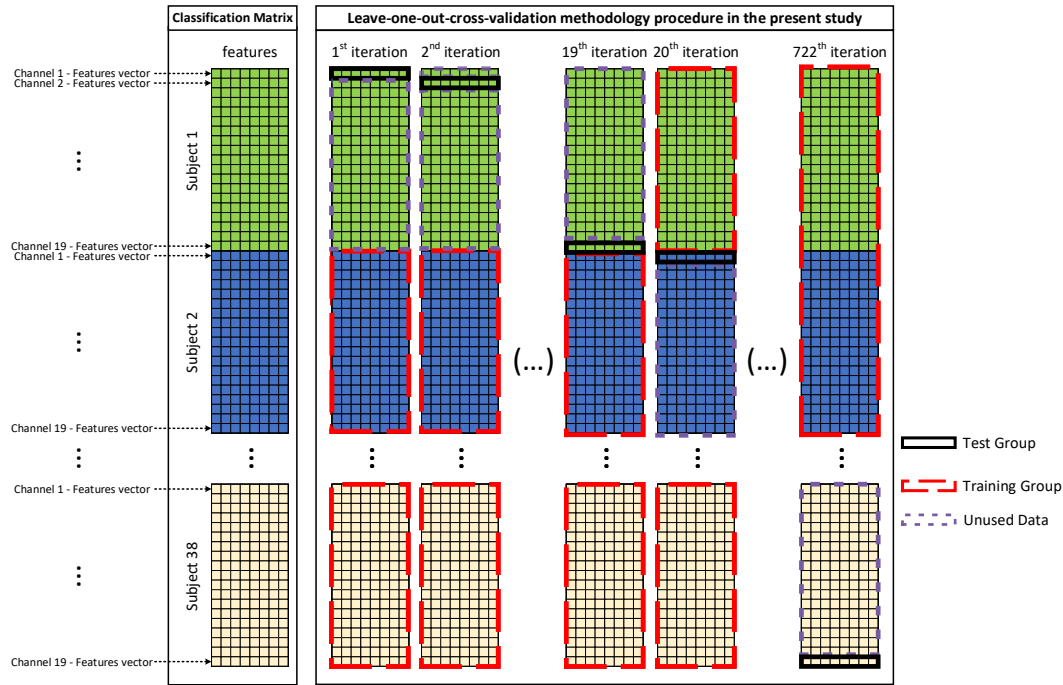 Classification Matrix
Leave-one-out-cross-validation methodology procedure in the present study
features
1st iteration
2nd iteration
19th iteration
20th iteration
722th iteration
Channel 1 - Features vector
Channel 2 - Features vector
⋮
Subject 1
Channel 19 - Features vector
Channel 1 - Features vector
⋮
Subject 2
(...)
(...)
Channel 19 - Features vector
⋮ ⋮ ⋮ ⋮ ⋮ ⋮ ⋮
Channel 1 - Features vector
⋮
Subject 38
Channel 19 - Features vector
Test Group
Training Group
Unused Data